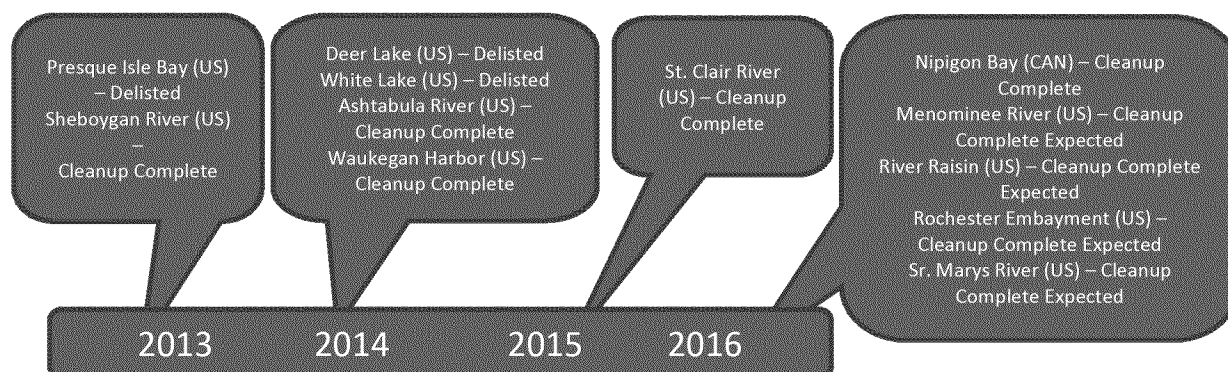 Presque Isle Bay (US)
– Delisted
Sheboygan River (US)
–
Cleanup Complete
Deer Lake (US) – Delisted
White Lake (US) – Delisted
Ashtabula River (US) –
Cleanup Complete
Waukegan Harbor (US) –
Cleanup Complete
St. Clair River
(US) – Cleanup
Complete
Nipigon Bay (CAN) – Cleanup
Complete
Menominee River (US) – Cleanup
Complete Expected
River Raisin (US) – Cleanup Complete
Expected
Rochester Embayment (US) –
Cleanup Complete Expected
Sr. Marys River (US) – Cleanup
Complete Expected
2013 2014 2015 2016